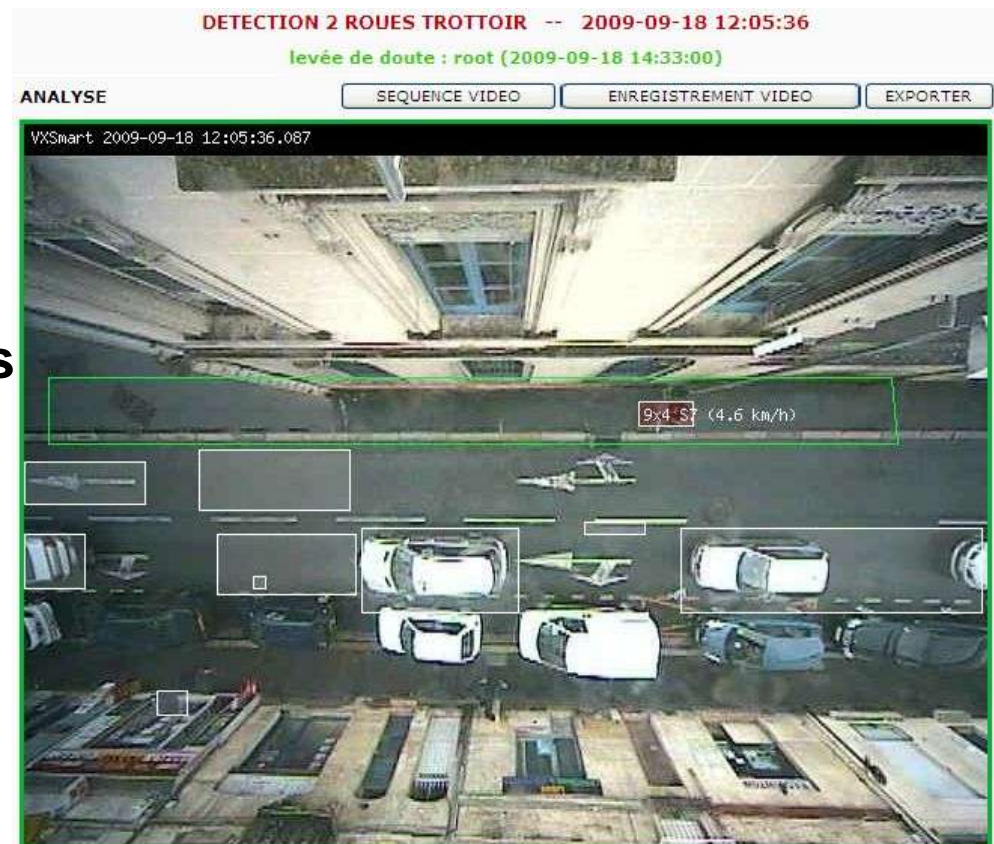 DETECTION 2 ROUES TROTTOIR -- 2009-09-18 12:05:36
levée de doute : root (2009-09-18 14:33:00)
ANALYSE SEQUENCE VIDEO ENREGISTREMENT VIDEO EXPORTER
VXSmart 2009-09-18 12:05:36.087
s
9x4 S7 (4.6 km/h)